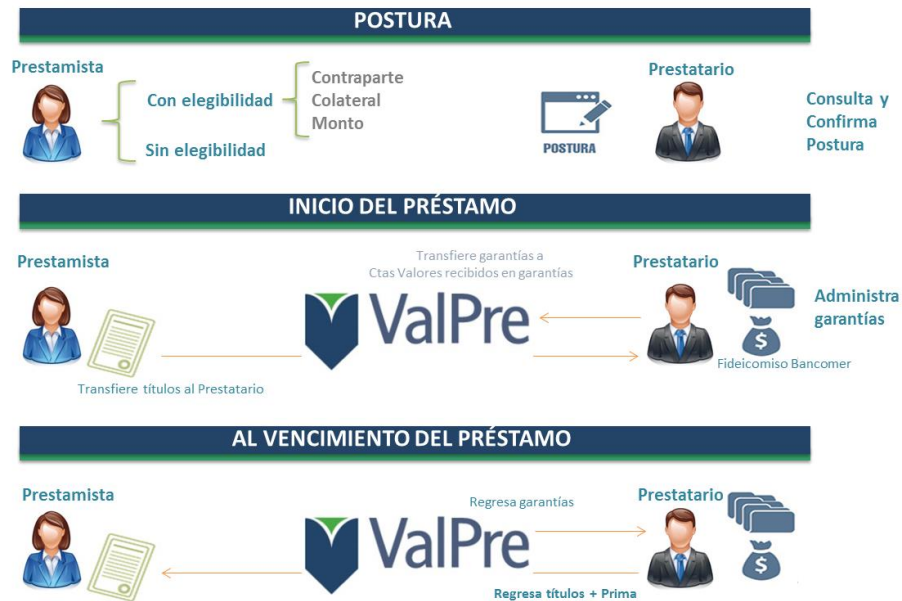 POSTURA
Prestamista
Con elegibilidad
Contraparte
Colateral
Monto
Sin elegibilidad
POSTURA
Prestatario
Consulta y
Confirma
Postura
INICIO DEL PRÉSTAMO
Prestamista
Transfiere títulos al Prestatario
Transfiere garantías a
Ctas Valores recibidos en garantías
ValPre
Prestatario
$
Fideicomiso Bancomer
Administra
garantías
AL VENCIMIENTO DEL PRÉSTAMO
Prestamista
ValPre
Regresa garantías
Regresa títulos + Prima
Prestatario
$